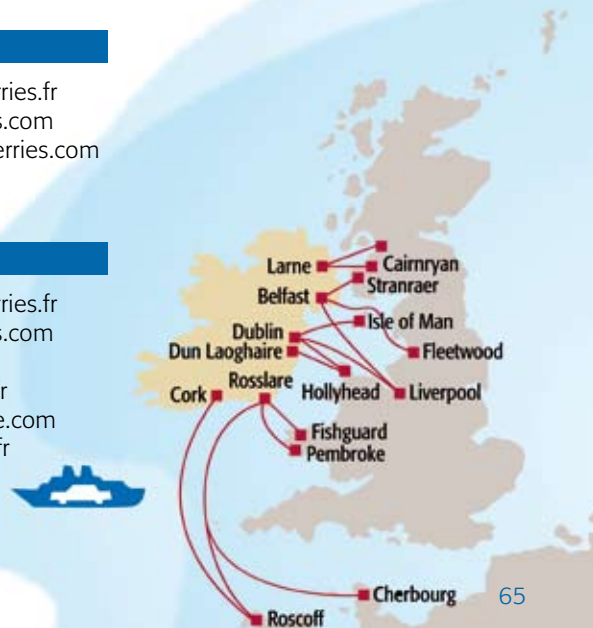 ries.fr
s.com
erries.com
ries.fr
s.com
r
e.com
fr
Larne
Cairnryan
Stranraer
Belfast
Isle of Man
Dublin
Fleetwood
Dun Laoghaire
Rosslare
Hollyhead
Liverpool
Cork
Fishguard
Pembroke
Cherbourg
65
Roscoff